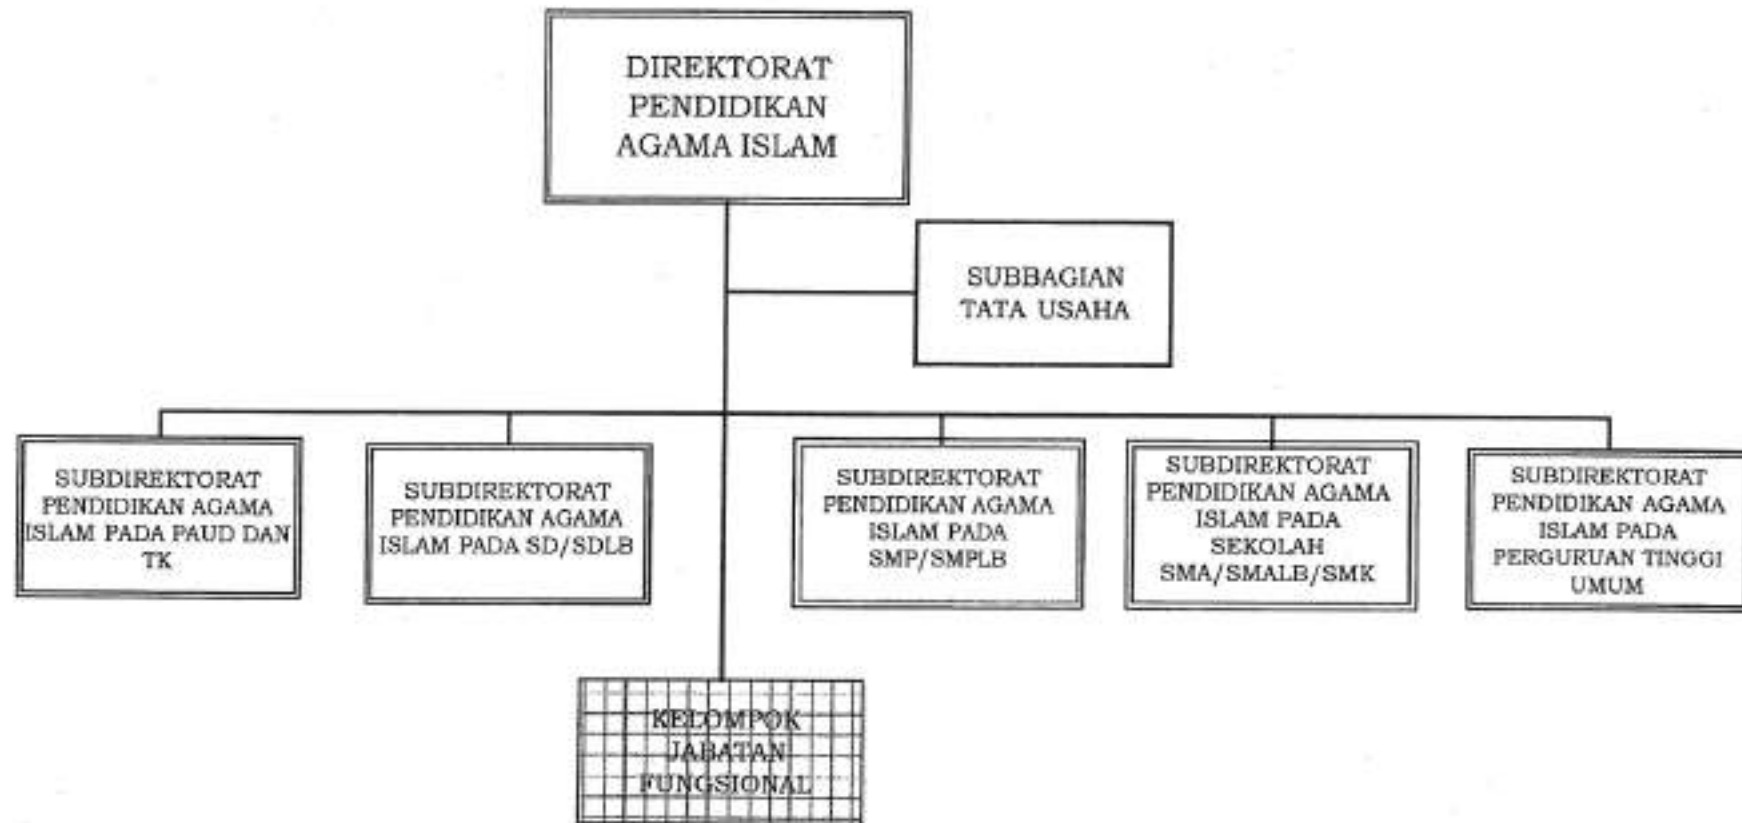 DIREKTORAT
PENDIDIKAN
AGAMA ISLAM
SUBBAGIAN
TATA USAHA
SUBDIREKTORAT
PENDIDIKAN AGAMA
ISLAM PADA PAUD DAN
TK
SUBDIREKTORAT
PENDIDIKAN AGAMA
ISLAM PADA SD/SDLB
SUBDIREKTORAT
PENDIDIKAN AGAMA
ISLAM PADA
SMP/SMPLB
SUBDIREKTORAT
PENDIDIKAN AGAMA
ISLAM PADA
SEKOLAH
SMA/SMALB/SMK
SUBDIREKTORAT
PENDIDIKAN AGAMA
ISLAM PADA
PERGURUAN TINGGI
UMUM
KELOMPOK
JABATAN
FUNGSIONAL